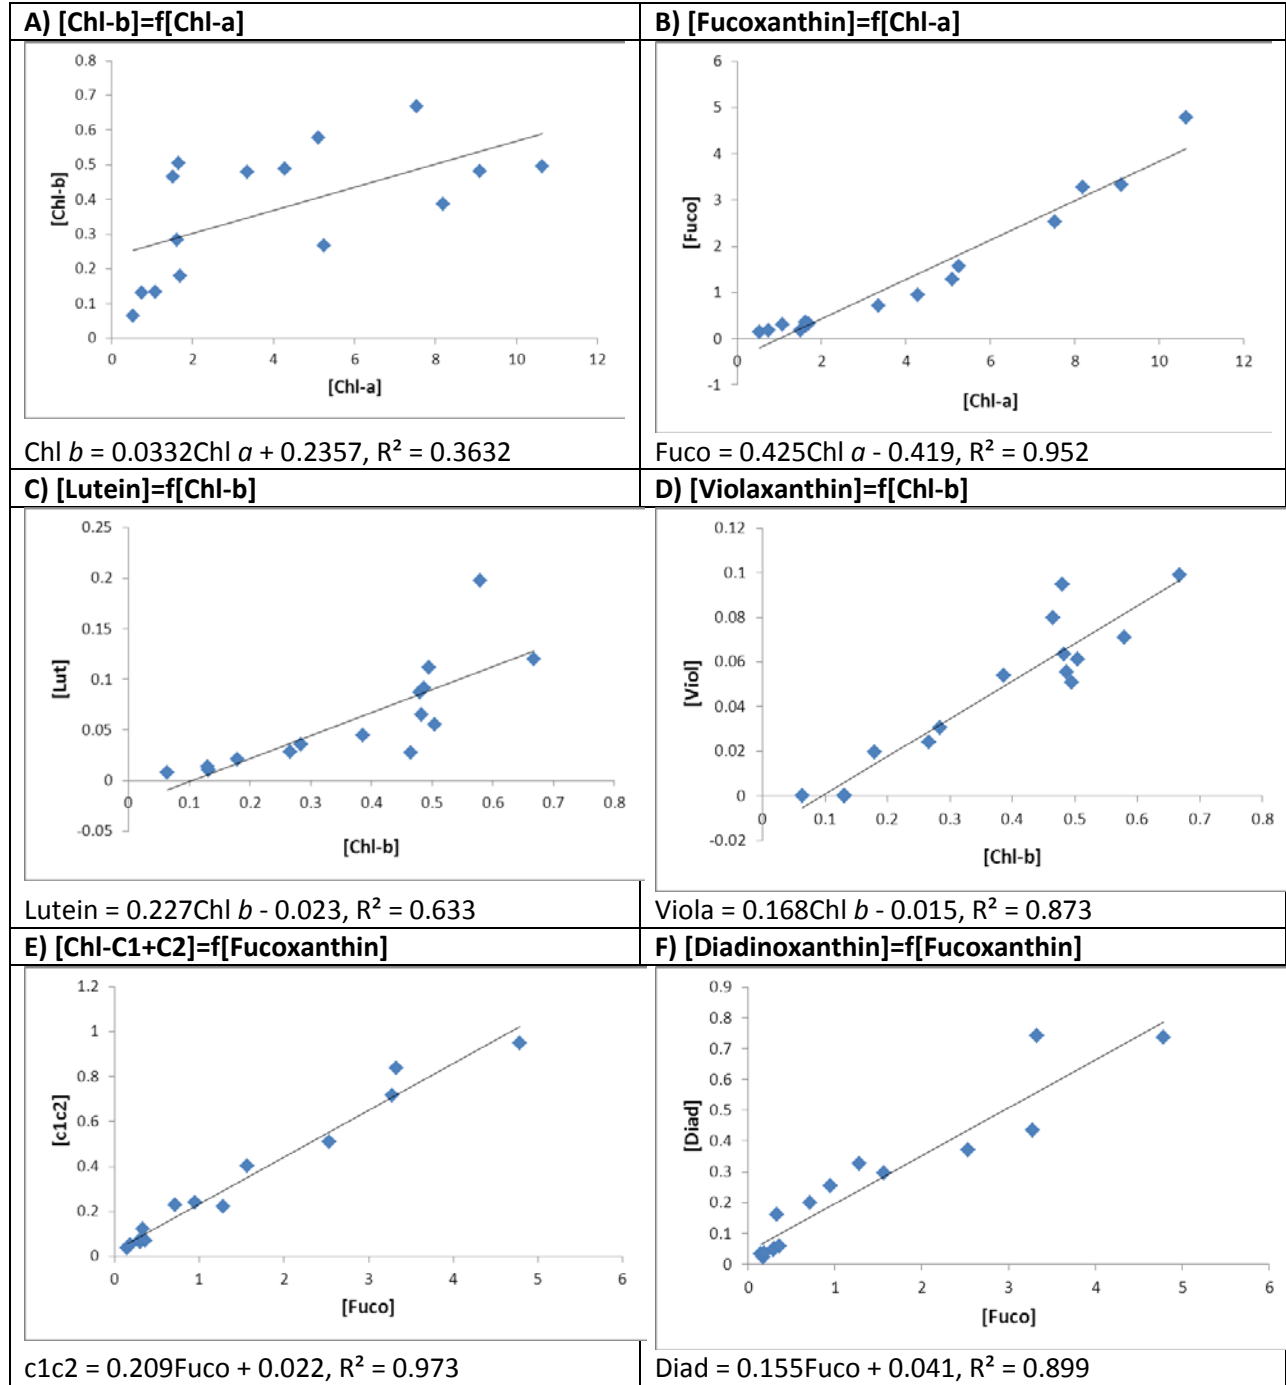 A) [Chl-b]=f[Chl-a]
0.8
0.7
0.6
0.5
0.4
0.3
0.2
0.1
0
[Chl-b]
0 2 4 6 8 10 12
[Chl-a]
Chl b = 0.0332Chl a + 0.2357, R² = 0.3632
B) [Fucoxanthin]=f[Chl-a]
6
5
4
3
2
1
0
-1
[Fuco]
0 2 4 6 8 10 12
[Chl-a]
Fuco = 0.425Chl a - 0.419, R² = 0.952
C) [Lutein]=f[Chl-b]
0.25
0.2
0.15
0.1
0.05
0
-0.05
[Lut]
0 0.1 0.2 0.3 0.4 0.5 0.6 0.7 0.8
[Chl-b]
Lutein = 0.227Chl b - 0.023, R² = 0.633
D) [Violaxanthin]=f[Chl-b]
0.12
0.1
0.08
0.06
0.04
0.02
0
-0.02
[Viol]
0 0.1 0.2 0.3 0.4 0.5 0.6 0.7 0.8
[Chl-b]
Viola = 0.168Chl b - 0.015, R² = 0.873
E) [Chl-C1+C2]=f[Fucoxanthin]
1.2
1
0.8
0.6
0.4
0.2
0
[c1c2]
0 1 2 3 4 5 6
[Fuco]
c1c2 = 0.209Fuco + 0.022, R² = 0.973
F) [Diadinoxanthin]=f[Fucoxanthin]
0.9
0.8
0.7
0.6
0.5
0.4
0.3
0.2
0.1
0
[Diad]
0 1 2 3 4 5 6
[Fuco]
Diad = 0.155Fuco + 0.041, R² = 0.899